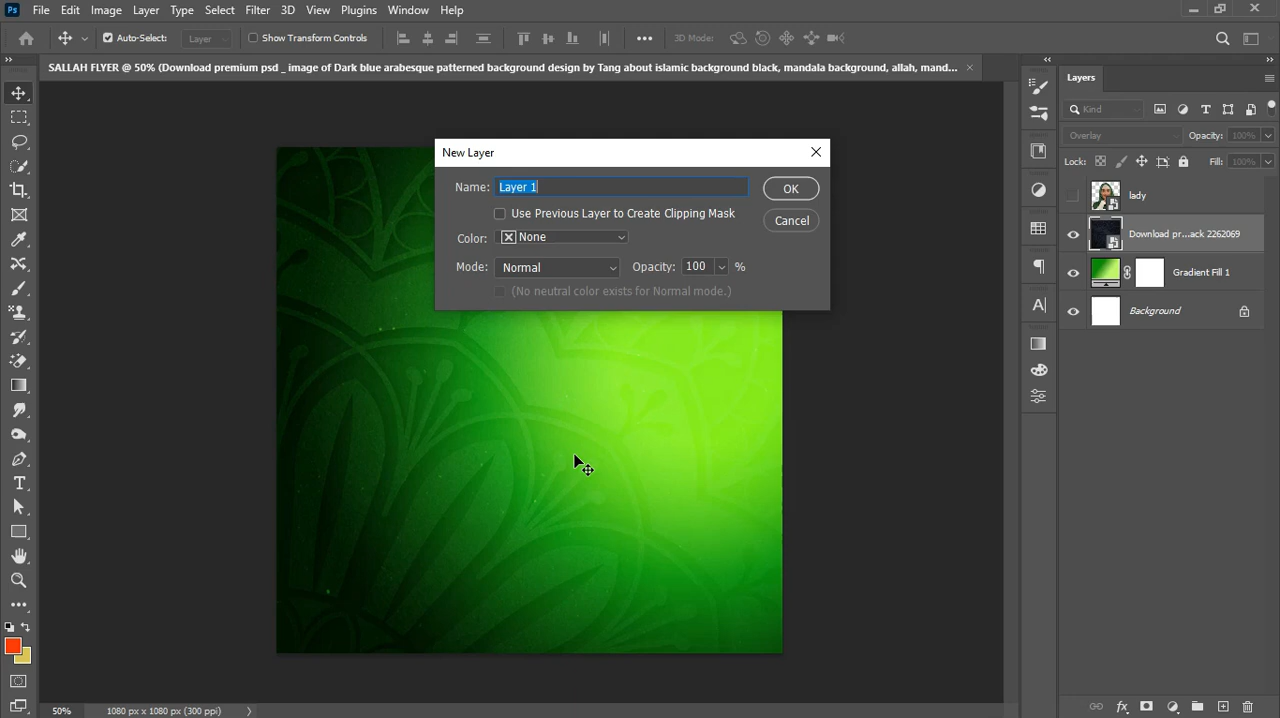 Ps File Edit Image Layer Type Select Filter 3D View Plugins Window Help
Auto-Select: Layer Show Transform Controls 3D Mode:
SALLAH FLYER @ 50% (Download premium psd _ image of Dark blue arabesque patterned background design by Tang about islamic background black, mandala background, allah, mand...
Layers
Kind
Overlay Opacity: 100%
Lock: Fill: 100%
lady
Download pr...ack 2262069
Gradient Fill 1
Background
New Layer
Name: Layer 1 OK
Use Previous Layer to Create Clipping Mask
Cancel
Color: None
Mode: Normal Opacity: 100 %
(No neutral color exists for Normal mode.)
50% 1080 px x 1080 px (300 ppi)